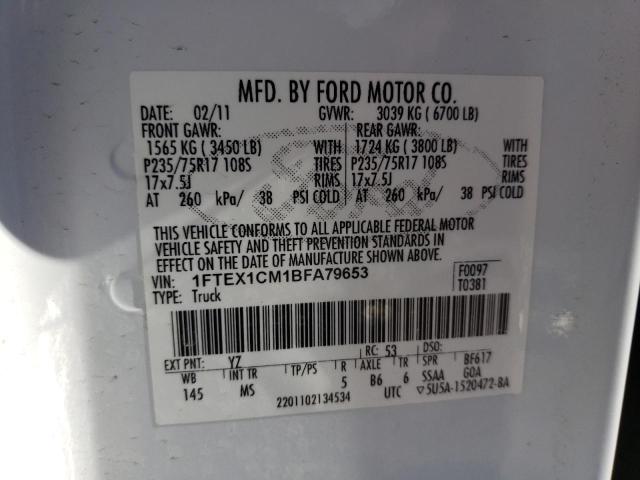 MFD. BY FORD MOTOR CO.
DATE: 02/11 GVWR: 3039 KG ( 6700 LB)
FRONT GAWR: REAR GAWR:
1565 KG ( 3450 LB) WITH 1724 KG ( 3800 LB) WITH
P235/75R17 108S TIRES P235/75R17 108S TIRES
17x7.5J RIMS 17x7.5J RIMS
AT 260 kPa/ 38 PSI COLD AT 260 kPa/ 38 PSI COLD
THIS VEHICLE CONFORMS TO ALL APPLICABLE FEDERAL MOTOR
VEHICLE SAFETY AND THEFT PREVENTION STANDARDS IN
EFFECT ON THE DATE OF MANUFACTURE SHOWN ABOVE.
VIN: 1FTEX1CM1BFA79653 F0097
TYPE: Truck T0381
EXT PNT: YZ RC: 53 DSO:
WB INT TR TP/PS R AXLE TR SPR BF617
145 MS 5 B6 6 SSAA GOA
2201102134534 UTC ▽5U5A-1520472-BA